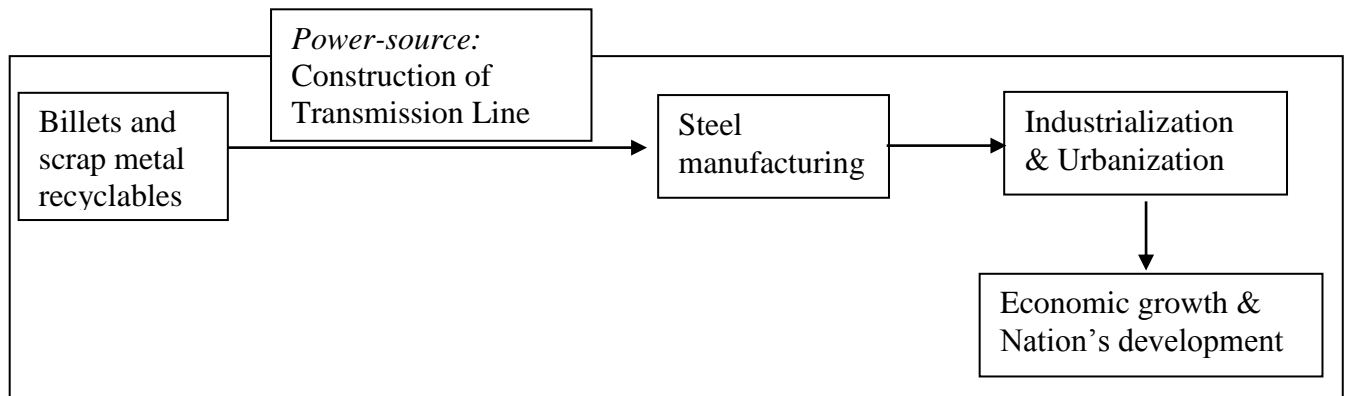 Power-source:
Construction of
Transmission Line
Billets and
scrap metal
recyclables
Steel
manufacturing
Industrialization
& Urbanization
Economic growth &
Nation's development